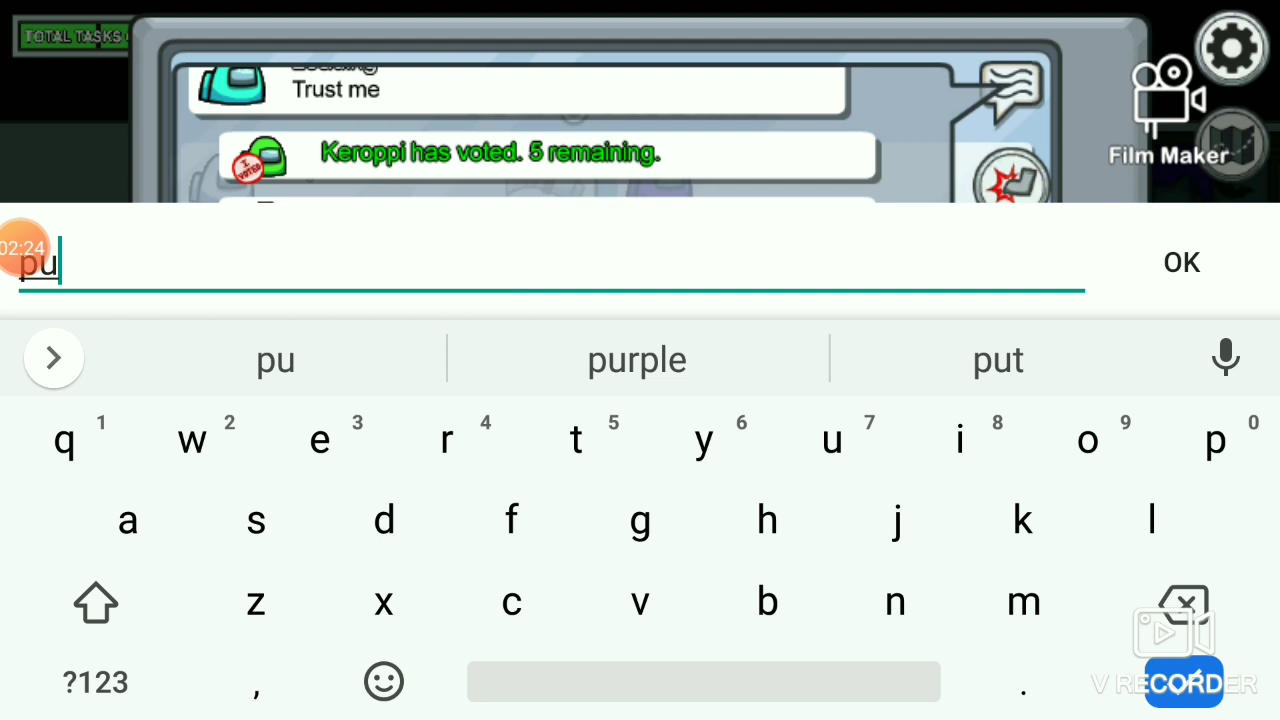 TOTAL TASKS
Trust me
I VOTED
Keroppi has voted. 5 remaining.
Film Maker
02:24
pu
OK
pu purple put
q 1 w 2 e 3 r 4 t 5 y 6 u 7 i 8 o 9 p 0
a s d f g h j k l
z x c v b n m
?123 , .
V RECORDER